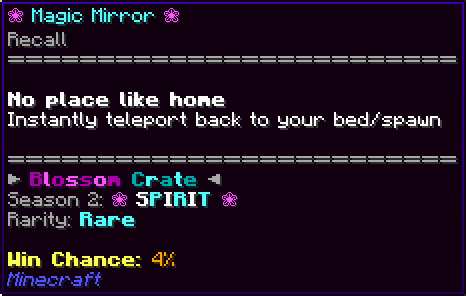 ❀ Magic Mirror ❀
Recall
=========================
No place like home
Instantly teleport back to your bed/spawn
=========================
► Blossom Crate ◄
Season 2: ❀ SPIRIT ❀
Rarity: Rare
Win Chance: 4%
Minecraft